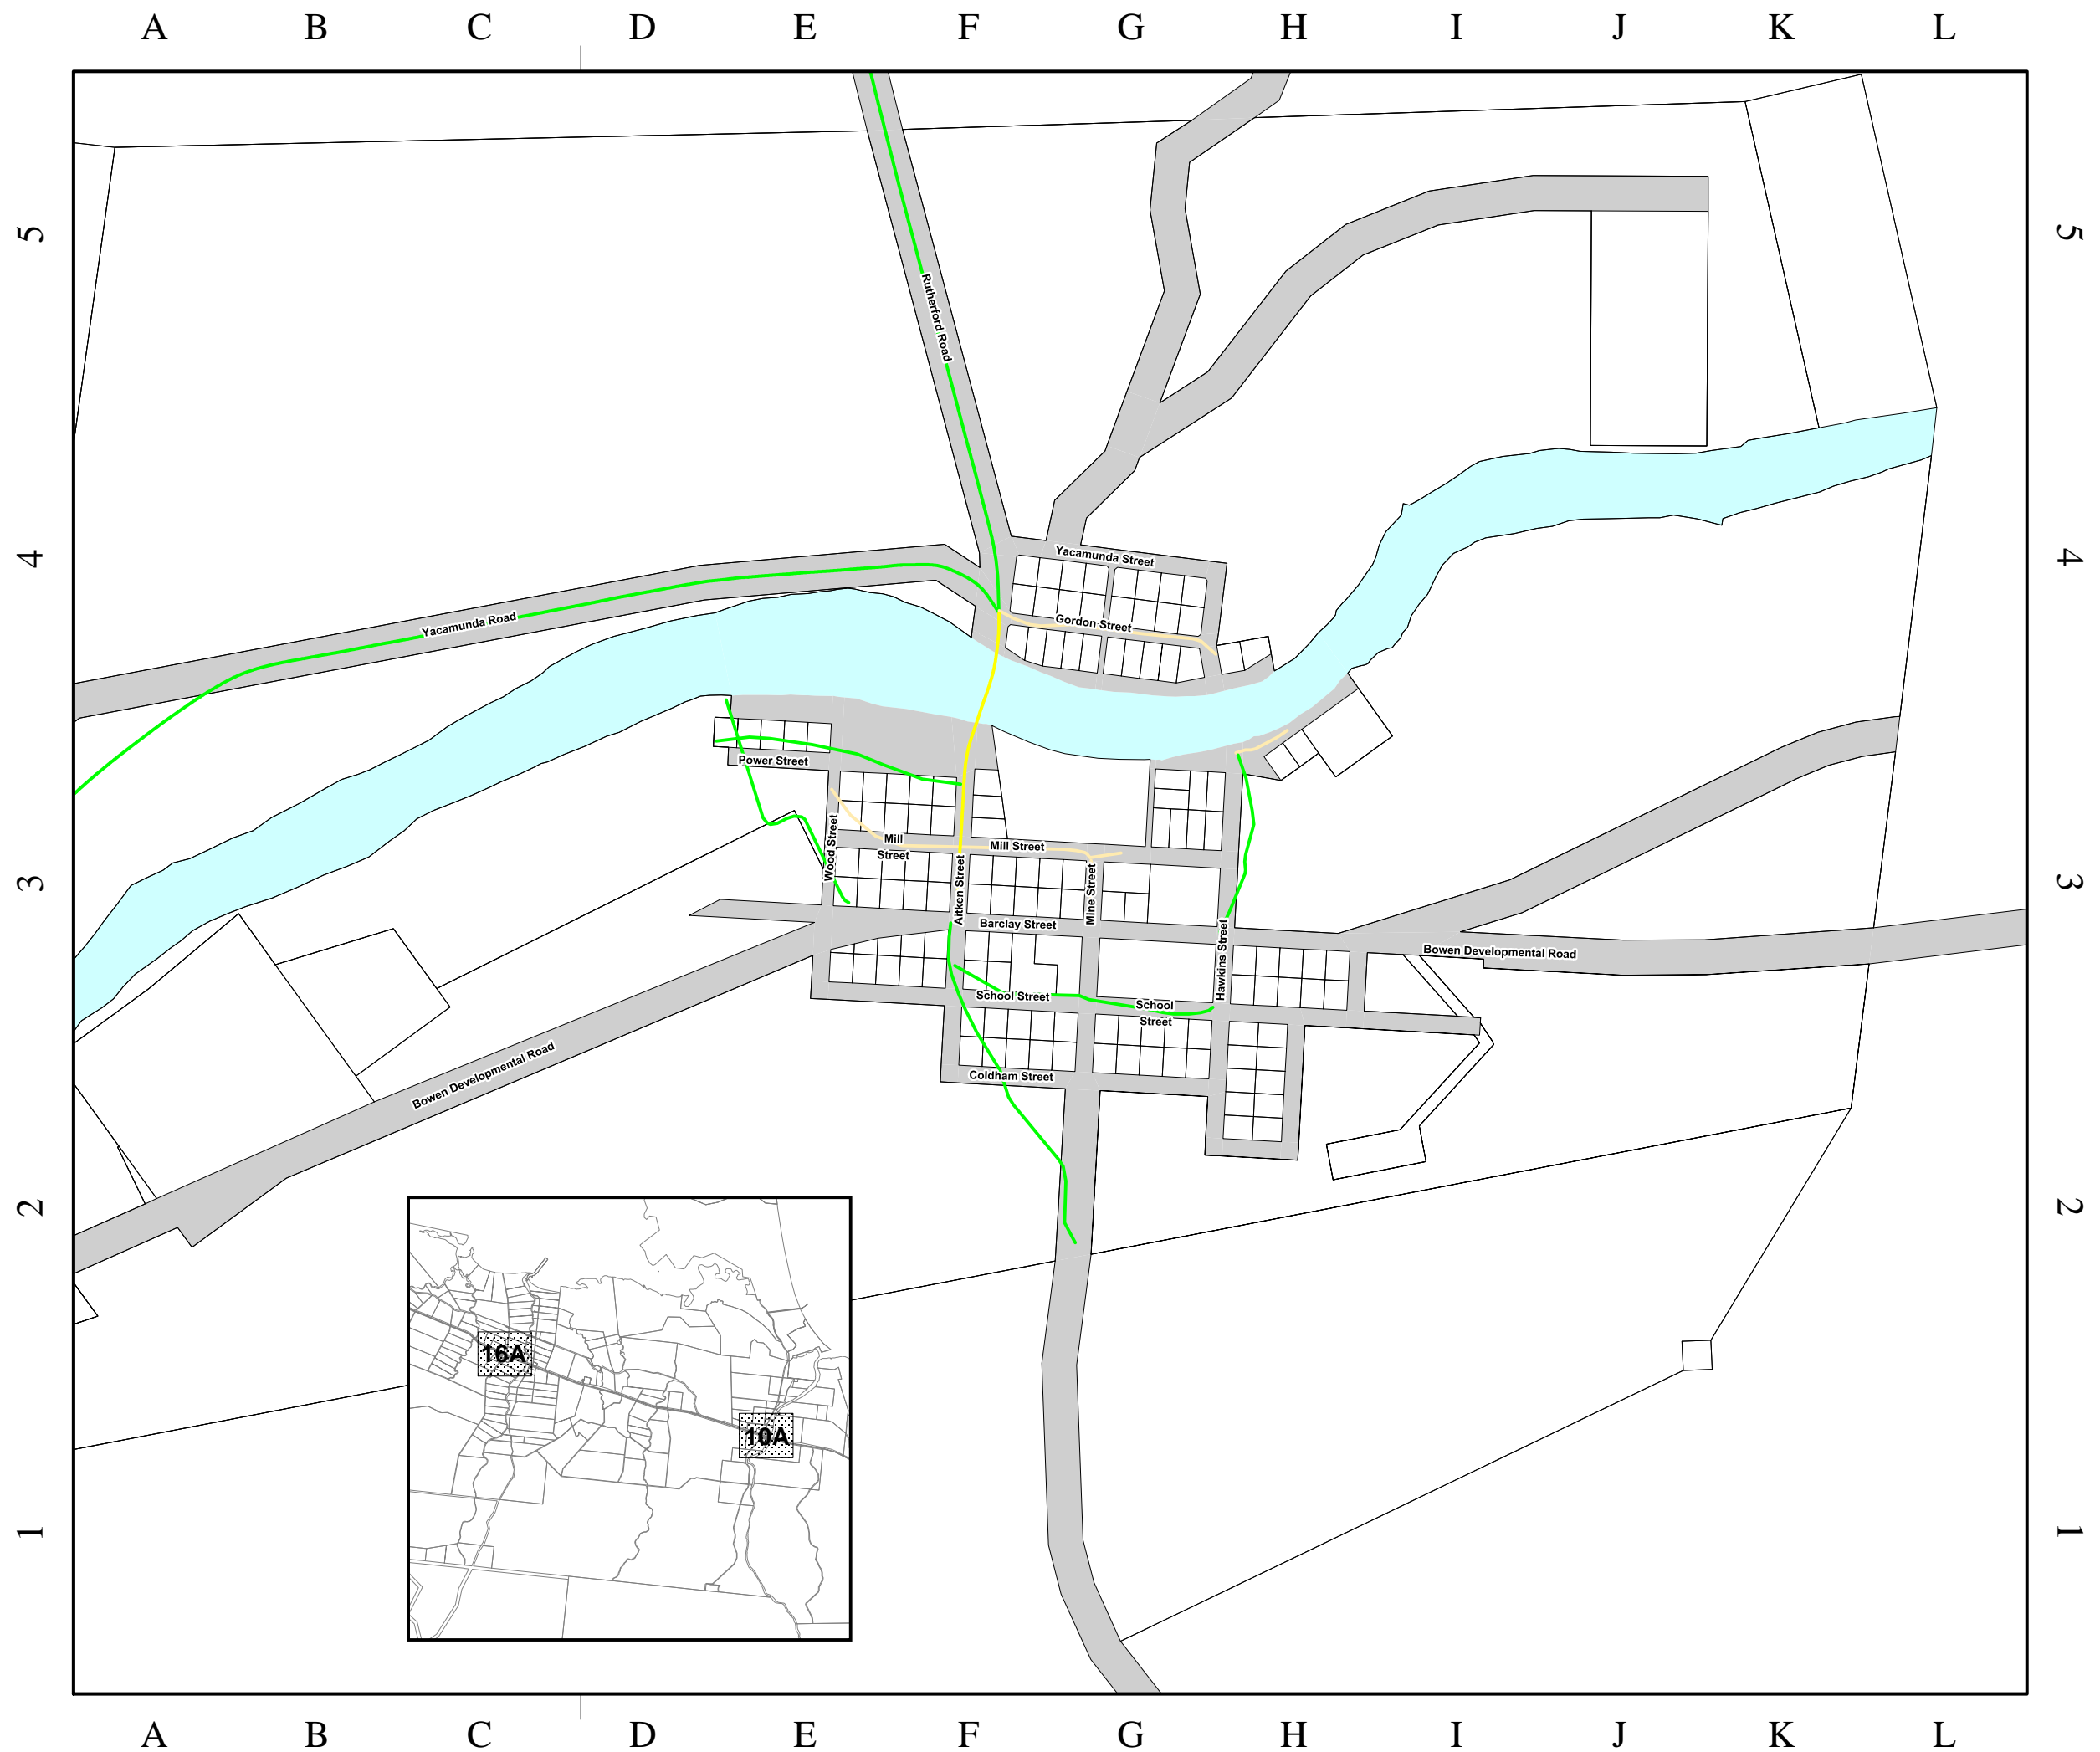 A B C D E F G H I J K L
5 5
Rutherford Road
4 4
Yacamunda Street
Yacamunda Road
Gordon Street
Power Street
Mill
Street
Mill Street
Wood Street
Aitken Street
Mine Street
3 3
Barclay Street
Hawkins Street
Bowen Developmental Road
School Street
School
Street
Bowen Developmental Road
Coldham Street
2 2
16A
10A
1 1
A B C D E F G H I J K L